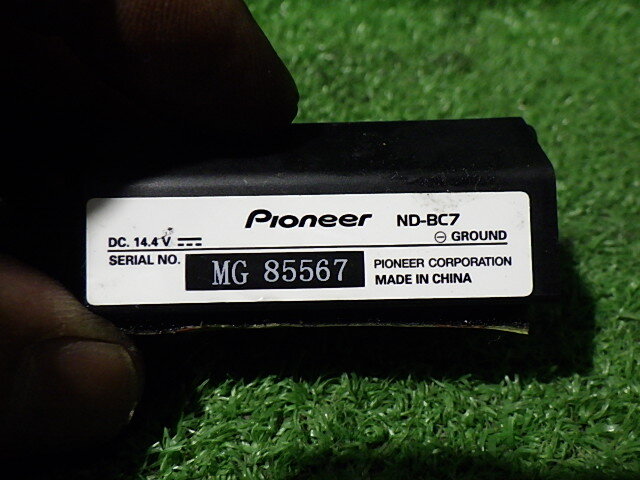 Pioneer ND-BC7
DC. 14.4 V ⎓ ⊖ GROUND
SERIAL NO. MG 85567 PIONEER CORPORATION
MADE IN CHINA